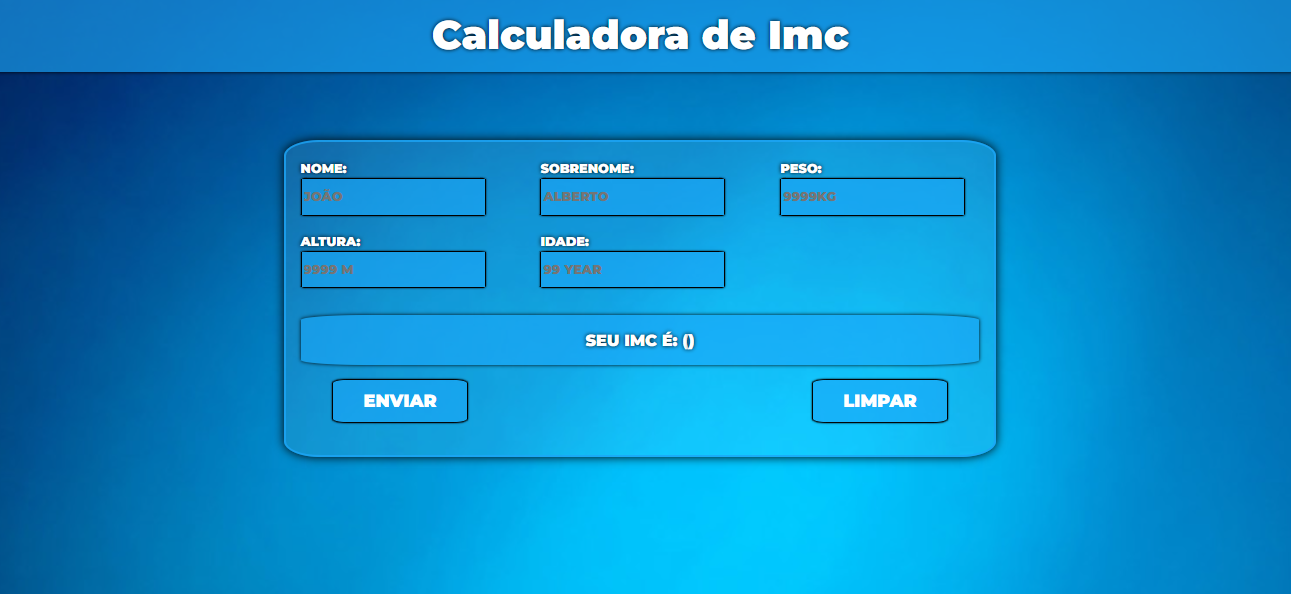 Calculadora de Imc
NOME: SOBRENOME: PESO:
JOÃO ALBERTO 9999KG
ALTURA: IDADE:
9999 M 99 YEAR
SEU IMC É: ()
ENVIAR LIMPAR